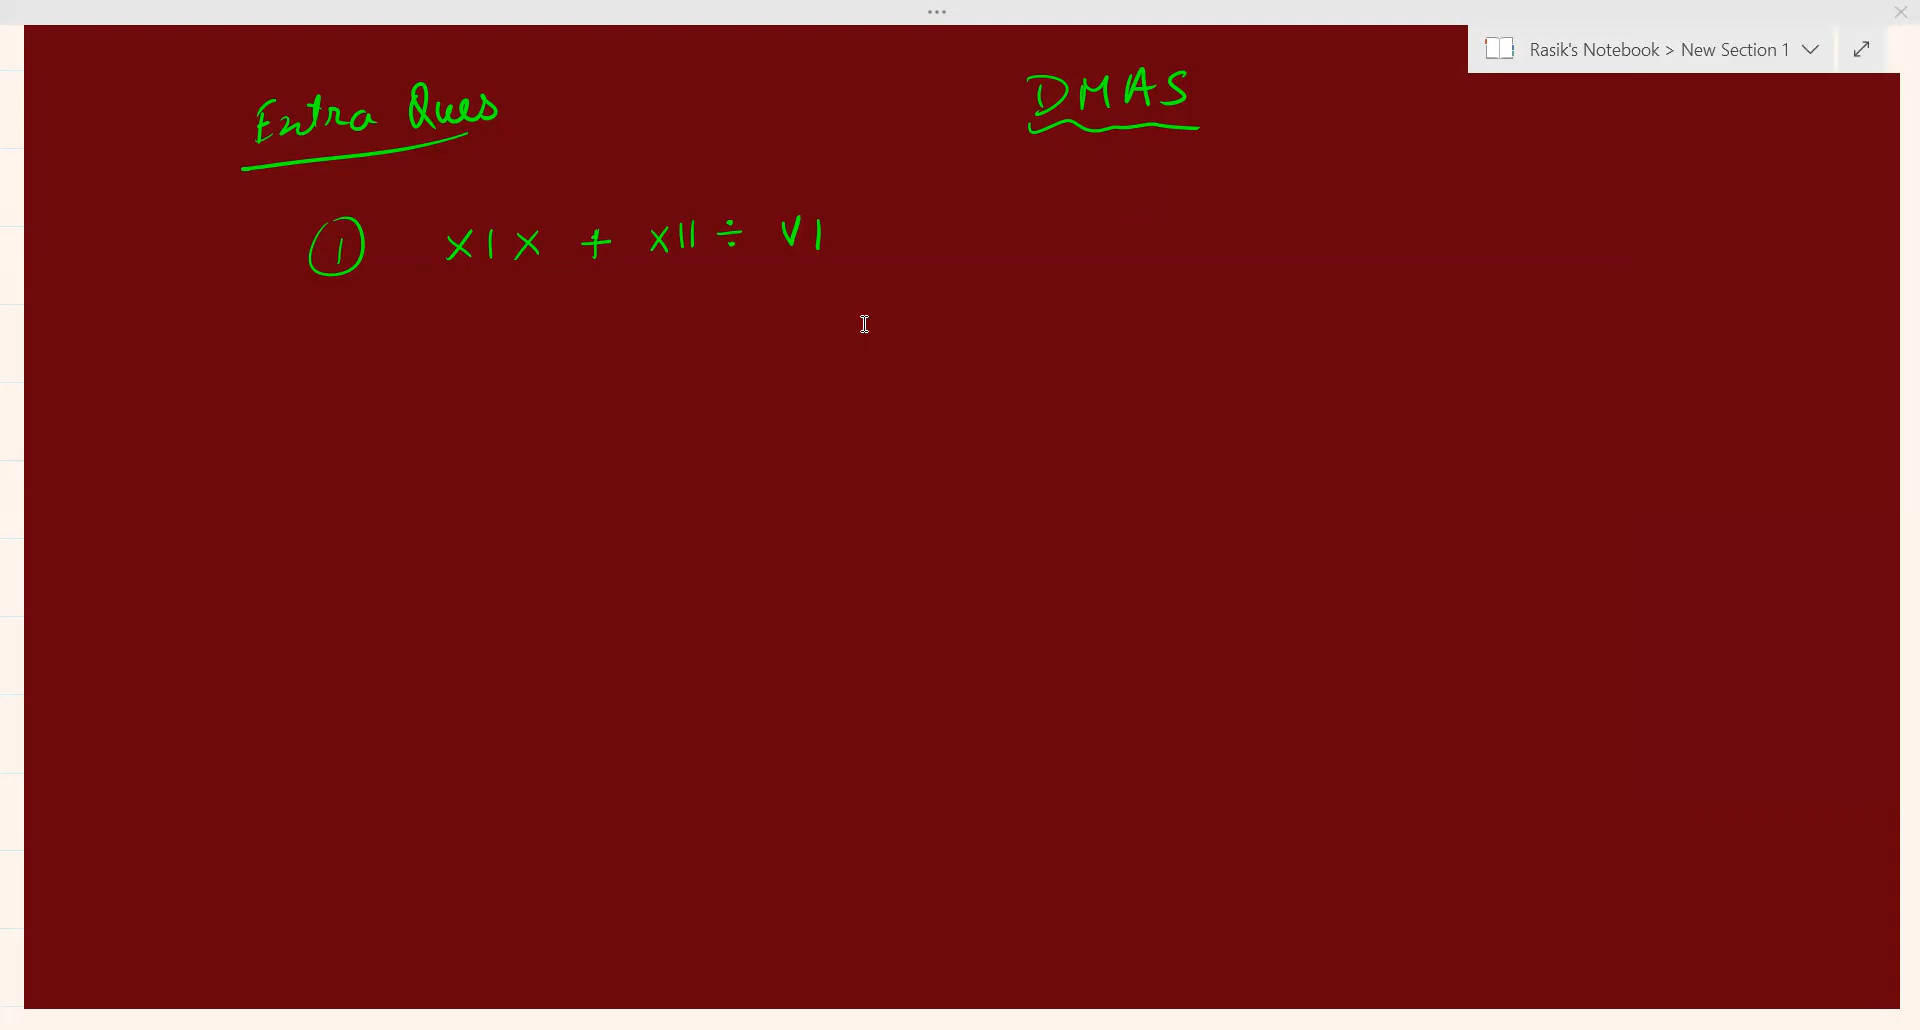 Rasik's Notebook > New Section 1
Extra Ques
DMAS
① XIX + XII ÷ VI